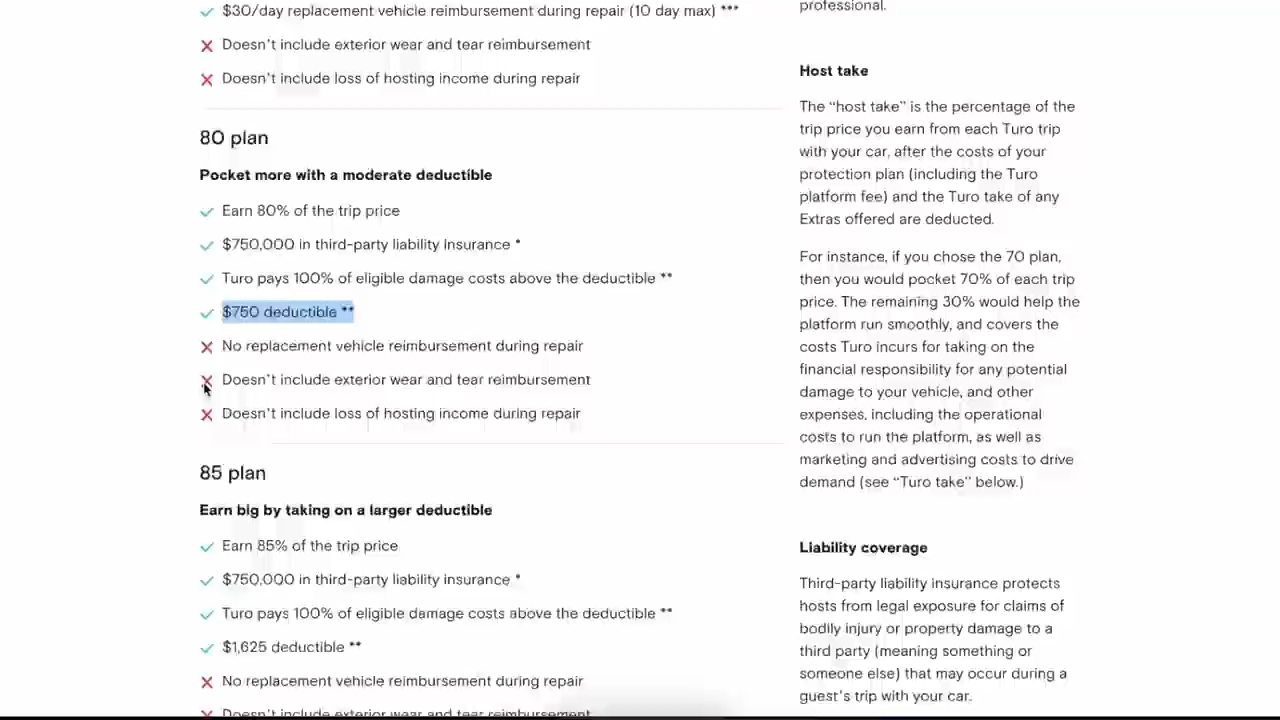 $30/day replacement vehicle reimbursement during repair (10 day max) ***
Doesn't include exterior wear and tear reimbursement
Doesn't include loss of hosting income during repair
80 plan
Pocket more with a moderate deductible
Earn 80% of the trip price
$750,000 in third-party liability insurance *
Turo pays 100% of eligible damage costs above the deductible **
$750 deductible **
No replacement vehicle reimbursement during repair
Doesn't include exterior wear and tear reimbursement
Doesn't include loss of hosting income during repair
85 plan
Earn big by taking on a larger deductible
Earn 85% of the trip price
$750,000 in third-party liability insurance *
Turo pays 100% of eligible damage costs above the deductible **
$1,625 deductible **
No replacement vehicle reimbursement during repair
Doesn't include exterior wear and tear reimbursement
professional.
Host take
The “host take” is the percentage of the
trip price you earn from each Turo trip
with your car, after the costs of your
protection plan (including the Turo
platform fee) and the Turo take of any
Extras offered are deducted.
For instance, if you chose the 70 plan,
then you would pocket 70% of each trip
price. The remaining 30% would help the
platform run smoothly, and covers the
costs Turo incurs for taking on the
financial responsibility for any potential
damage to your vehicle, and other
expenses, including the operational
costs to run the platform, as well as
marketing and advertising costs to drive
demand (see “Turo take” below.)
Liability coverage
Third-party liability insurance protects
hosts from legal exposure for claims of
bodily injury or property damage to a
third party (meaning something or
someone else) that may occur during a
guest's trip with your car.